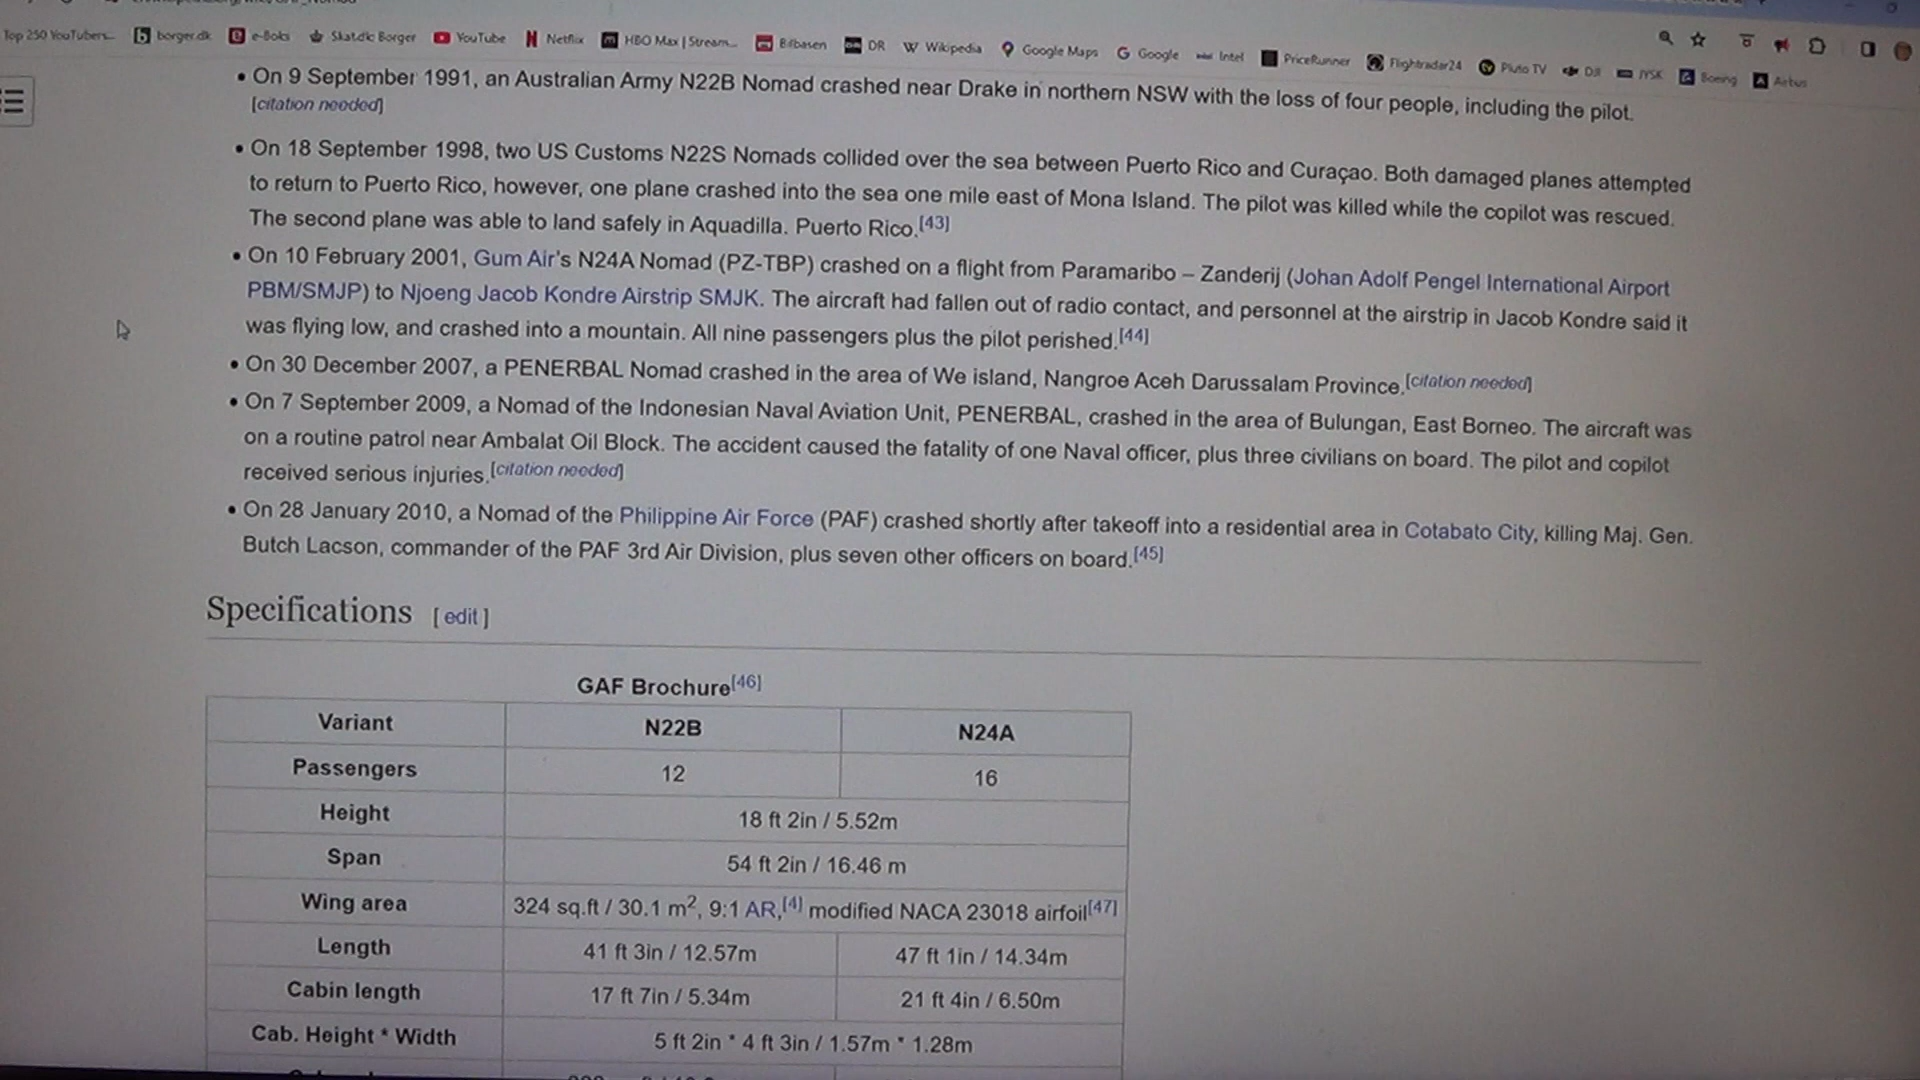 Top 250 YouTubers... borger.dk e-Boks Skat.dk Borger YouTube Netflix HBO Max | Stream... Bilbasen DR Wikipedia Google Maps Google Intel PriceRunner Flightradar24 Pluto TV DJI JYSK Boeing Airbus
• On 9 September 1991, an Australian Army N22B Nomad crashed near Drake in northern NSW with the loss of four people, including the pilot.
[citation needed]
• On 18 September 1998, two US Customs N22S Nomads collided over the sea between Puerto Rico and Curaçao. Both damaged planes attempted
to return to Puerto Rico, however, one plane crashed into the sea one mile east of Mona Island. The pilot was killed while the copilot was rescued.
The second plane was able to land safely in Aquadilla. Puerto Rico.[43]
• On 10 February 2001, Gum Air's N24A Nomad (PZ-TBP) crashed on a flight from Paramaribo – Zanderij (Johan Adolf Pengel International Airport
PBM/SMJP) to Njoeng Jacob Kondre Airstrip SMJK. The aircraft had fallen out of radio contact, and personnel at the airstrip in Jacob Kondre said it
was flying low, and crashed into a mountain. All nine passengers plus the pilot perished.[44]
• On 30 December 2007, a PENERBAL Nomad crashed in the area of We island, Nangroe Aceh Darussalam Province.[citation needed]
• On 7 September 2009, a Nomad of the Indonesian Naval Aviation Unit, PENERBAL, crashed in the area of Bulungan, East Borneo. The aircraft was
on a routine patrol near Ambalat Oil Block. The accident caused the fatality of one Naval officer, plus three civilians on board. The pilot and copilot
received serious injuries.[citation needed]
• On 28 January 2010, a Nomad of the Philippine Air Force (PAF) crashed shortly after takeoff into a residential area in Cotabato City, killing Maj. Gen.
Butch Lacson, commander of the PAF 3rd Air Division, plus seven other officers on board.[45]
Specifications [ edit ]
GAF Brochure[46]
Variant N22B N24A
Passengers 12 16
Height 18 ft 2in / 5.52m
Span 54 ft 2in / 16.46 m
Wing area 324 sq.ft / 30.1 m2, 9:1 AR,[4] modified NACA 23018 airfoil[47]
Length 41 ft 3in / 12.57m 47 ft 1in / 14.34m
Cabin length 17 ft 7in / 5.34m 21 ft 4in / 6.50m
Cab. Height * Width 5 ft 2in * 4 ft 3in / 1.57m * 1.28m